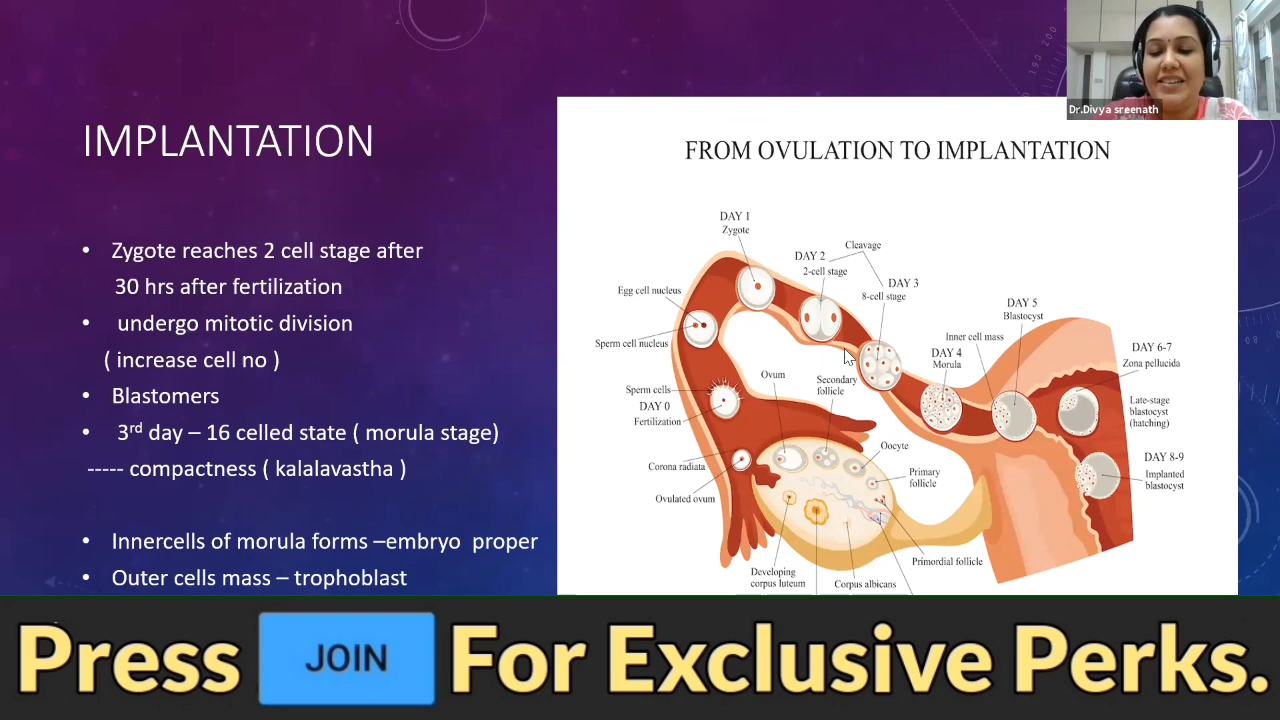 Dr.Divya sreenath
IMPLANTATION
• Zygote reaches 2 cell stage after
30 hrs after fertilization
• undergo mitotic division
( increase cell no )
• Blastomers
• 3rd day – 16 celled state ( morula stage)
----- compactness ( kalalavastha )
• Innercells of morula forms –embryo proper
• Outer cells mass – trophoblast
FROM OVULATION TO IMPLANTATION
DAY 1
Zygote
Cleavage
DAY 2
2-cell stage
DAY 3
8-cell stage
Egg cell nucleus
Sperm cell nucleus
DAY 5
Blastocyst
Inner cell mass
DAY 4
Morula
DAY 6-7
Zona pellucida
Late-stage
blastocyst
(hatching)
DAY 8-9
Implanted
blastocyst
Sperm cells
DAY 0
Fertilization
Ovum
Secondary
follicle
Corona radiata
Ovulated ovum
Oocyte
Primary
follicle
Primordial follicle
Developing
corpus luteum
Corpus albicans
190 200
Press JOIN For Exclusive Perks.